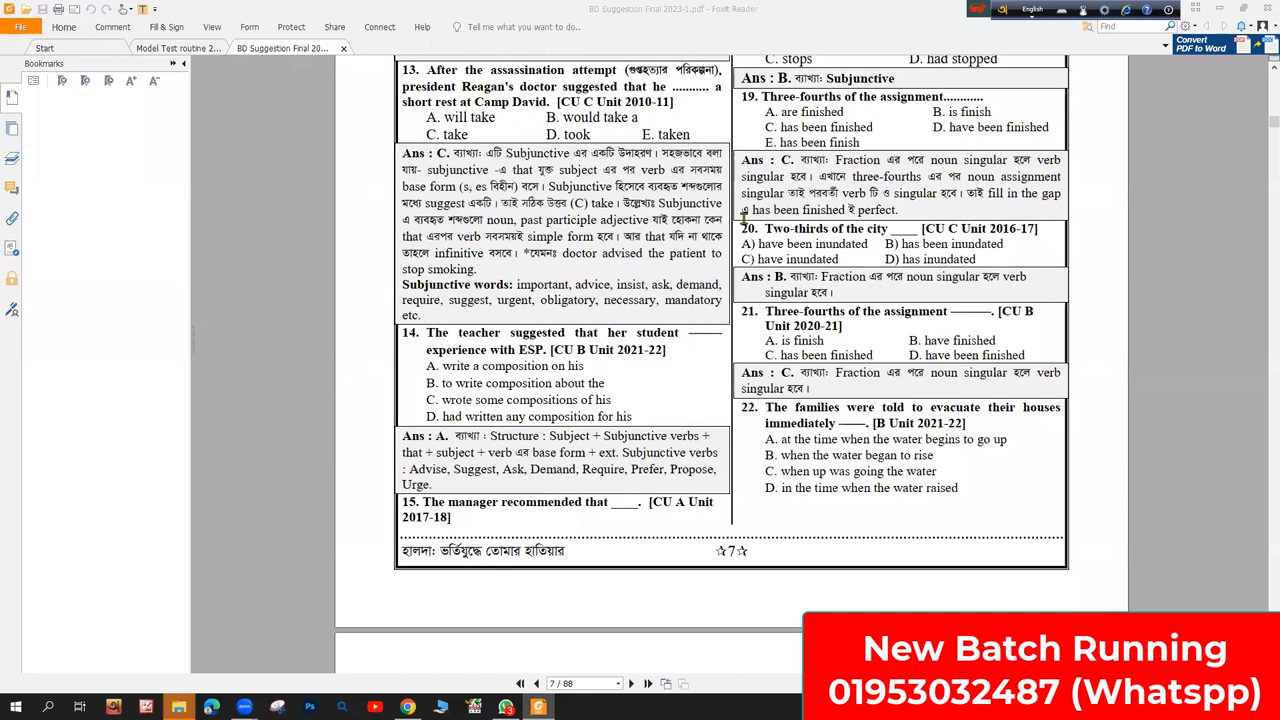 BD Suggestion Final 2023-1.pdf - Foxit Reader
English
File Home Comment Fill & Sign View Form Protect Share Connect Help Tell me what you want to do... Find
Start Model Test routine 2... BD Suggestion Final 20...
Convert
PDF to Word
Bookmarks
13. After the assassination attempt (গুপ্তহত্যার পরিকল্পনা),
president Reagan's doctor suggested that he .......... a
short rest at Camp David. [CU C Unit 2010-11]
A. will take B. would take a
C. take D. took E. taken
Ans : C. ব্যাখ্যা: এটি Subjunctive এর একটি উদাহরণ। সহজভাবে বলা
যায়- subjunctive -এ that যুক্ত subject এর পর verb এর সবসময়
base form (s, es বিহীন) বসে। Subjunctive হিসেবে ব্যবহৃত শব্দগুলোর
মধ্যে suggest একটি। তাই সঠিক উত্তর (C) take। উল্লেখ্যঃ Subjunctive
এ ব্যবহৃত শব্দগুলো noun, past participle adjective যাই হোকনা কেন
that এরপর verb সবসময়ই simple form হবে। আর that যদি না থাকে
তাহলে infinitive বসবে। *যেমনঃ doctor advised the patient to
stop smoking.
Subjunctive words: important, advice, insist, ask, demand,
require, suggest, urgent, obligatory, necessary, mandatory
etc.
14. The teacher suggested that her student ———
experience with ESP. [CU B Unit 2021-22]
A. write a composition on his
B. to write composition about the
C. wrote some compositions of his
D. had written any composition for his
Ans : A. ব্যাখ্যা : Structure : Subject + Subjunctive verbs +
that + subject + verb এর base form + ext. Subjunctive verbs
: Advise, Suggest, Ask, Demand, Require, Prefer, Propose,
Urge.
15. The manager recommended that ____. [CU A Unit
2017-18]
C. stops D. had stopped
Ans : B. ব্যাখ্যা: Subjunctive
19. Three-fourths of the assignment............
A. are finished B. is finish
C. has been finished D. have been finished
E. has been finish
Ans : C. ব্যাখ্যা: Fraction এর পরে noun singular হলে verb
singular হবে। এখানে three-fourths এর পর noun assignment
singular তাই পরবর্তী verb টি ও singular হবে। তাই fill in the gap
এ has been finished ই perfect.
20. Two-thirds of the city ____ [CU C Unit 2016-17]
A) have been inundated B) has been inundated
C) have inundated D) has inundated
Ans : B. ব্যাখ্যা: Fraction এর পরে noun singular হলে verb
singular হবে।
21. Three-fourths of the assignment ———. [CU B
Unit 2020-21]
A. is finish B. have finished
C. has been finished D. have been finished
Ans : C. ব্যাখ্যা: Fraction এর পরে noun singular হলে verb
singular হবে।
22. The families were told to evacuate their houses
immediately ——. [B Unit 2021-22]
A. at the time when the water begins to go up
B. when the water began to rise
C. when up was going the water
D. in the time when the water raised
হালদা: ভর্তিযুদ্ধে তোমার হাতিয়ার ☆7☆
7 / 88
New Batch Running
01953032487 (Whatspp)